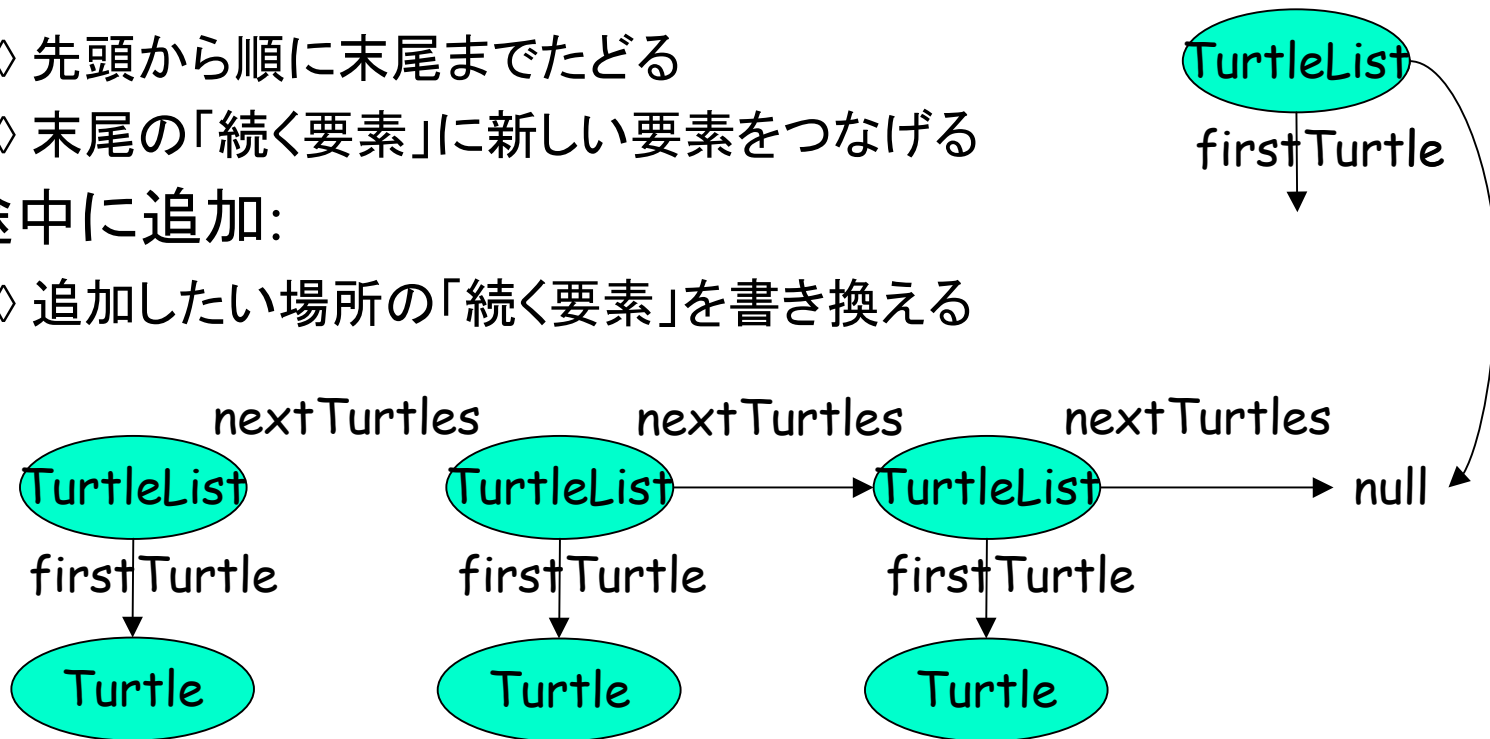 ◊ 先頭から順に末尾までたどる
◊ 末尾の「続く要素」に新しい要素をつなげる
途中に追加:
◊ 追加したい場所の「続く要素」を書き換える
TurtleList
firstTurtle
nextTurtles nextTurtles nextTurtles
TurtleList TurtleList TurtleList null
firstTurtle firstTurtle firstTurtle
Turtle Turtle Turtle